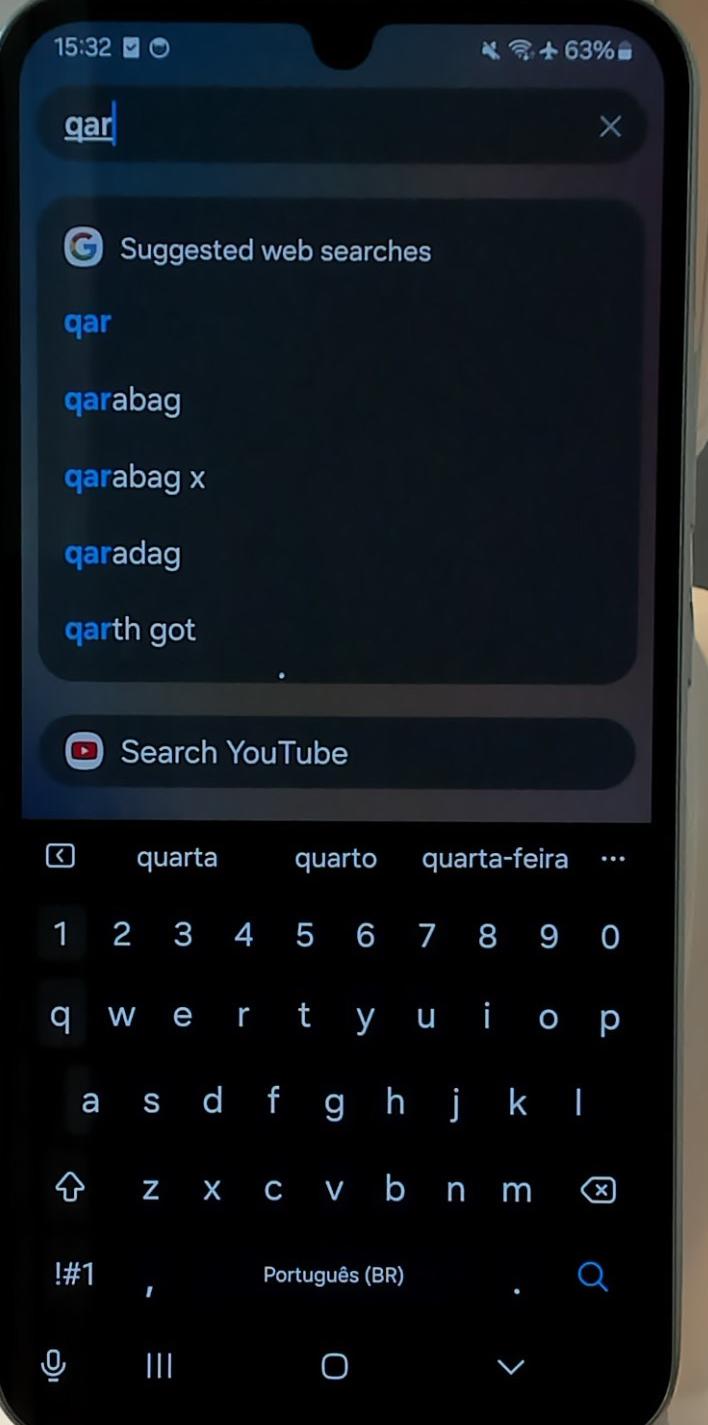 15:32 63%
qar
Suggested web searches
qar
qarabag
qarabag x
qaradag
qarth got
Search YouTube
quarta quarto quarta-feira ...
1 2 3 4 5 6 7 8 9 0
q w e r t y u i o p
a s d f g h j k l
z x c v b n m
!#1 , Português (BR) .